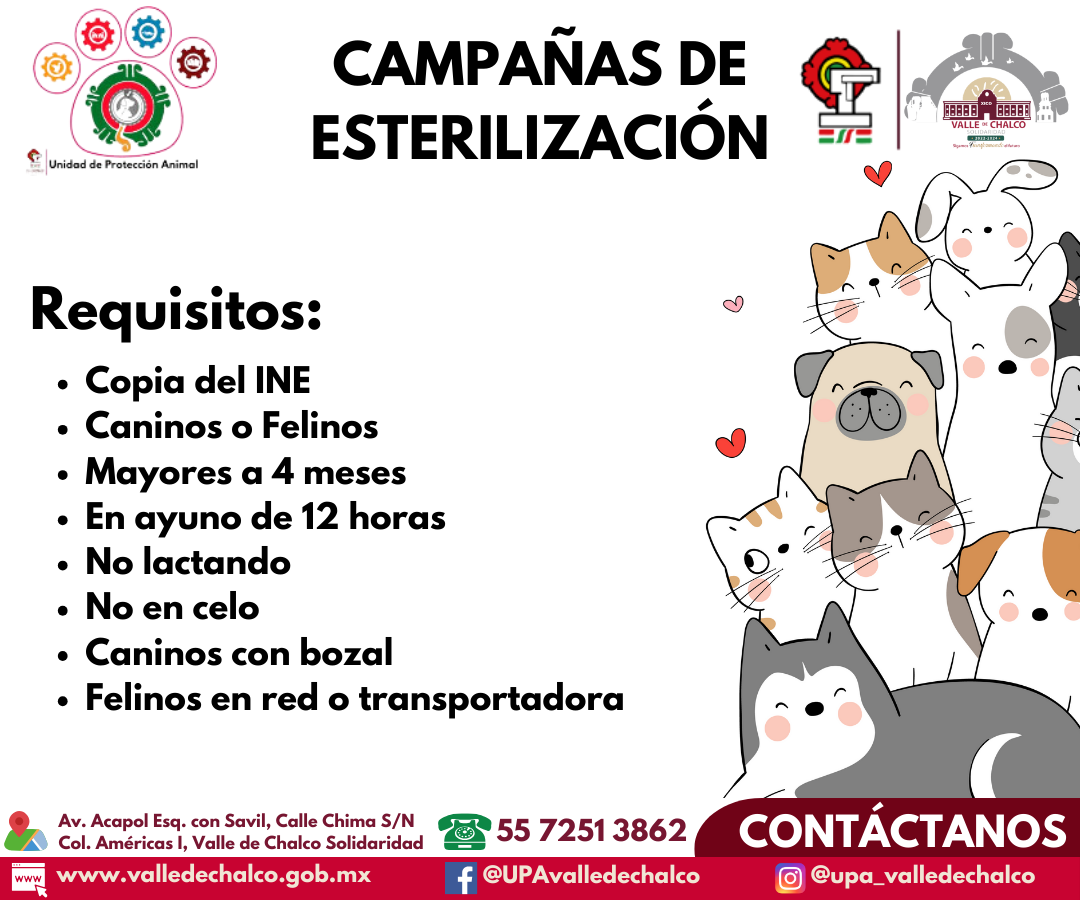 CAMPAÑAS DE
ESTERILIZACIÓN
Unidad de Protección Animal
XICO
VALLE DE CHALCO
SOLIDARIDAD
2022-2024
Requisitos:
• Copia del INE
• Caninos o Felinos
• Mayores a 4 meses
• En ayuno de 12 horas
• No lactando
• No en celo
• Caninos con bozal
• Felinos en red o transportadora
Av. Acapol Esq. con Savil, Calle Chima S/N
Col. Américas I, Valle de Chalco Solidaridad
55 7251 3862
CONTÁCTANOS
www
www.valledechalco.gob.mx
@UPAvalledechalco
@upa_valledechalco